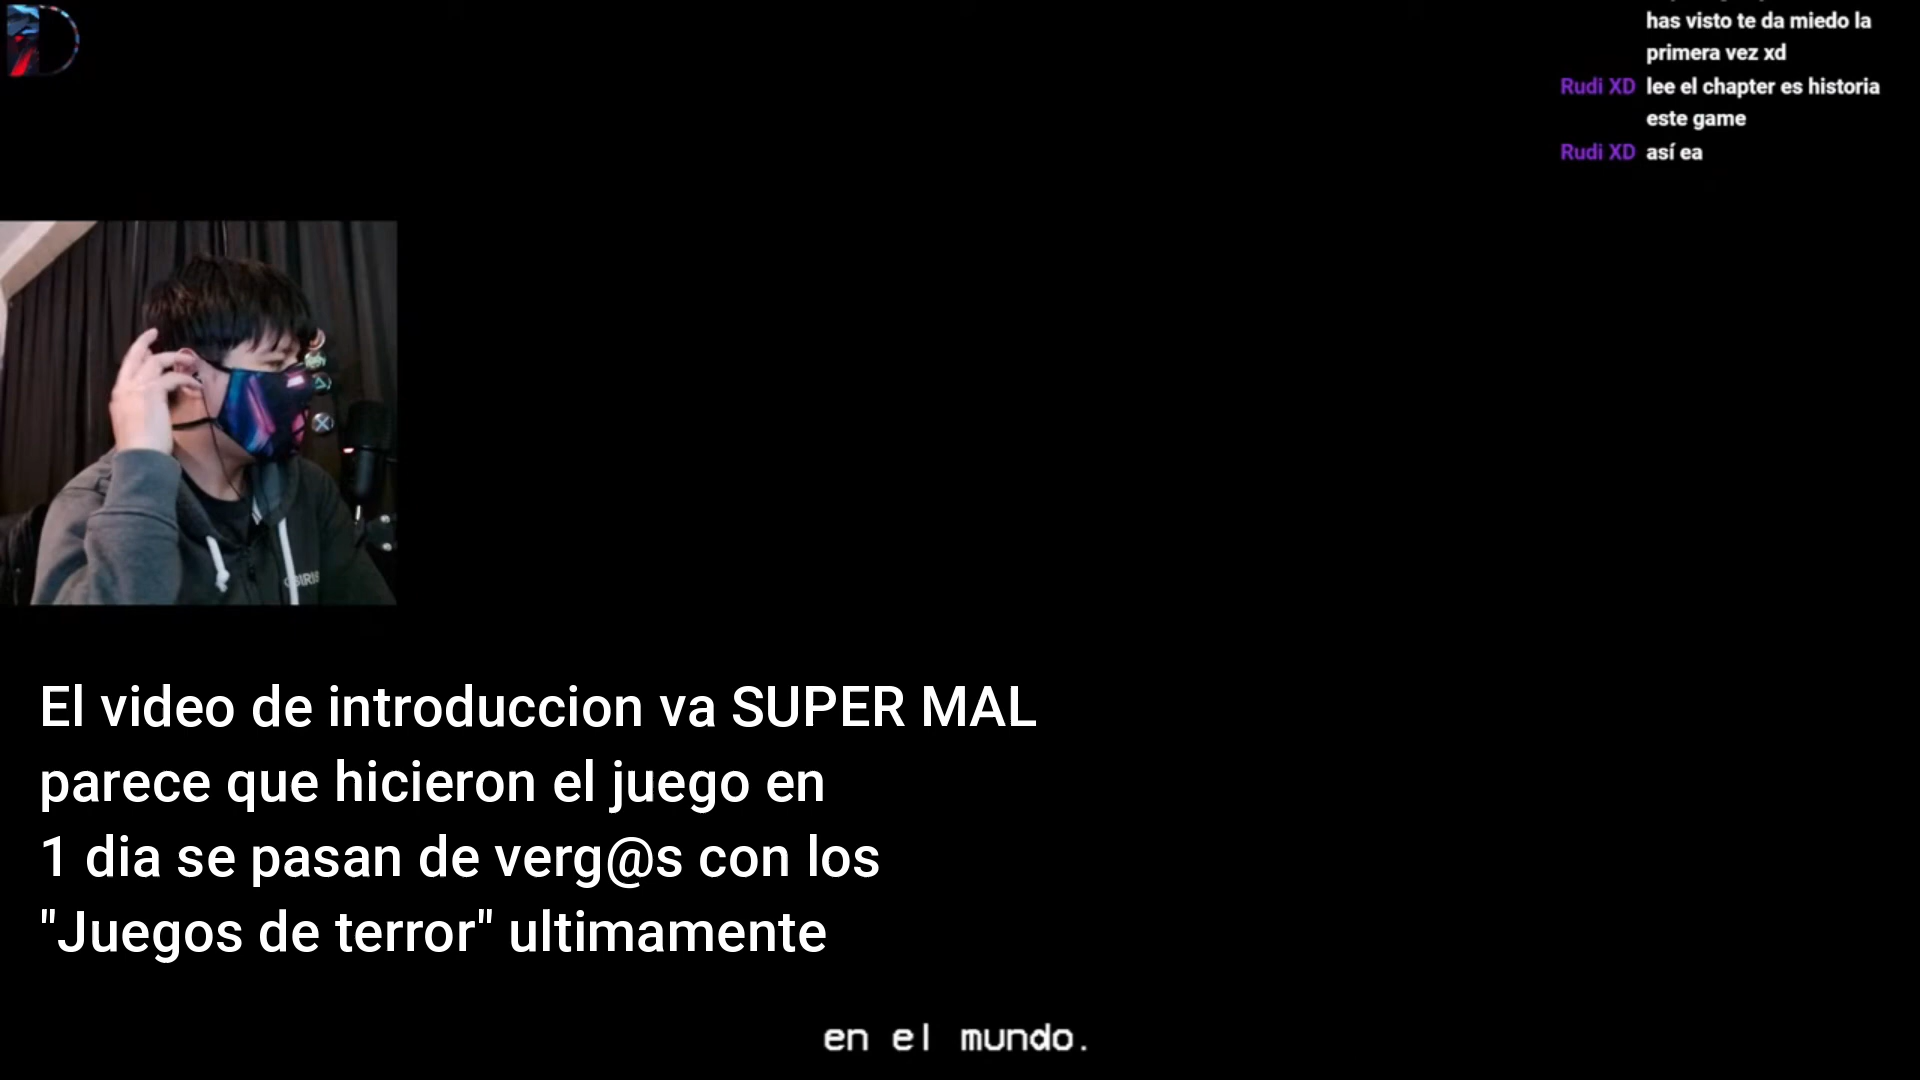 has visto te da miedo la
primera vez xd
Rudi XD lee el chapter es historia
este game
Rudi XD así ea
El video de introduccion va SUPER MAL
parece que hicieron el juego en
1 dia se pasan de verg@s con los
"Juegos de terror" ultimamente
en el mundo.